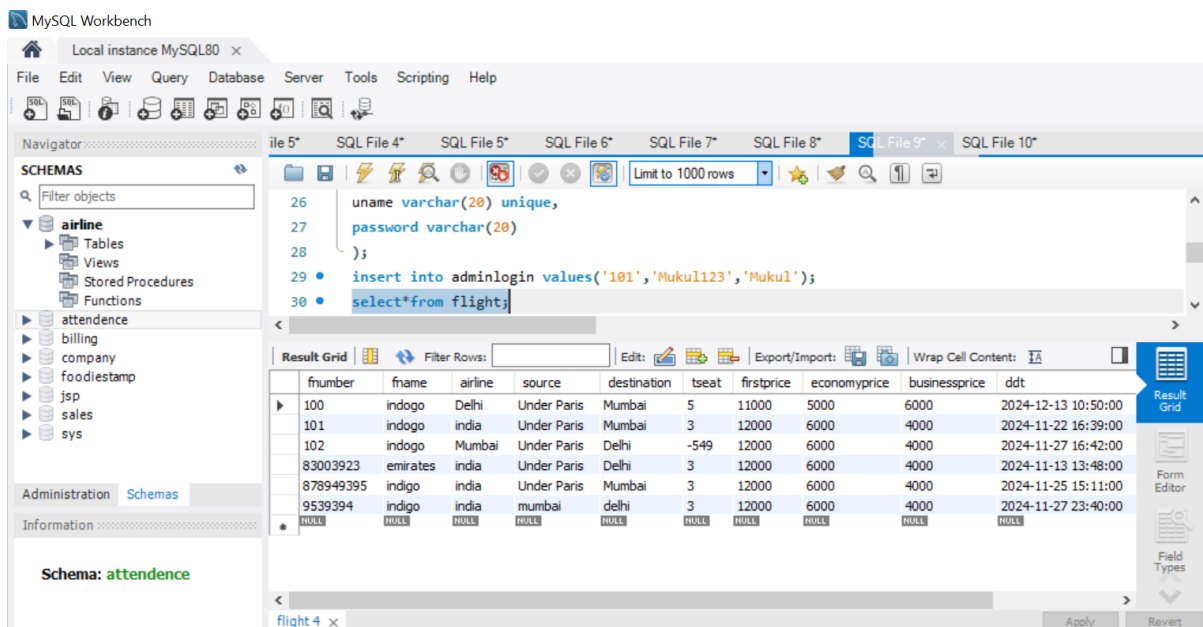 MySQL Workbench
Local instance MySQL80
File Edit View Query Database Server Tools Scripting Help
Navigator
ile 5* SQL File 4* SQL File 5* SQL File 6* SQL File 7* SQL File 8* SQL File 9* SQL File 10*
SCHEMAS
Limit to 1000 rows
Filter objects
airline
Tables
Views
Stored Procedures
Functions
attendence
billing
company
foodiestamp
jsp
sales
sys
26 uname varchar(20) unique,
27 password varchar(20)
28 );
29 insert into adminlogin values('101','Mukul123','Mukul');
30 select*from flight;
Result Grid Filter Rows: Edit: Export/Import: Wrap Cell Content: IA
fnumber fname airline source destination tseat firstprice economyprice businessprice ddt
100 indogo Delhi Under Paris Mumbai 5 11000 5000 6000 2024-12-13 10:50:00
101 indogo india Under Paris Mumbai 3 12000 6000 4000 2024-11-22 16:39:00
102 indogo Mumbai Under Paris Delhi -549 12000 6000 4000 2024-11-27 16:42:00
83003923 emirates india Under Paris Delhi 3 12000 6000 4000 2024-11-13 13:48:00
878949395 indigo india Under Paris Mumbai 3 12000 6000 4000 2024-11-25 15:11:00
9539394 indigo india mumbai delhi 3 12000 6000 4000 2024-11-27 23:40:00
NULL NULL NULL NULL NULL NULL NULL NULL NULL NULL
Result
Grid
Form
Editor
Field
Types
Administration Schemas
Information
Schema: attendence
flight 4
Apply Revert